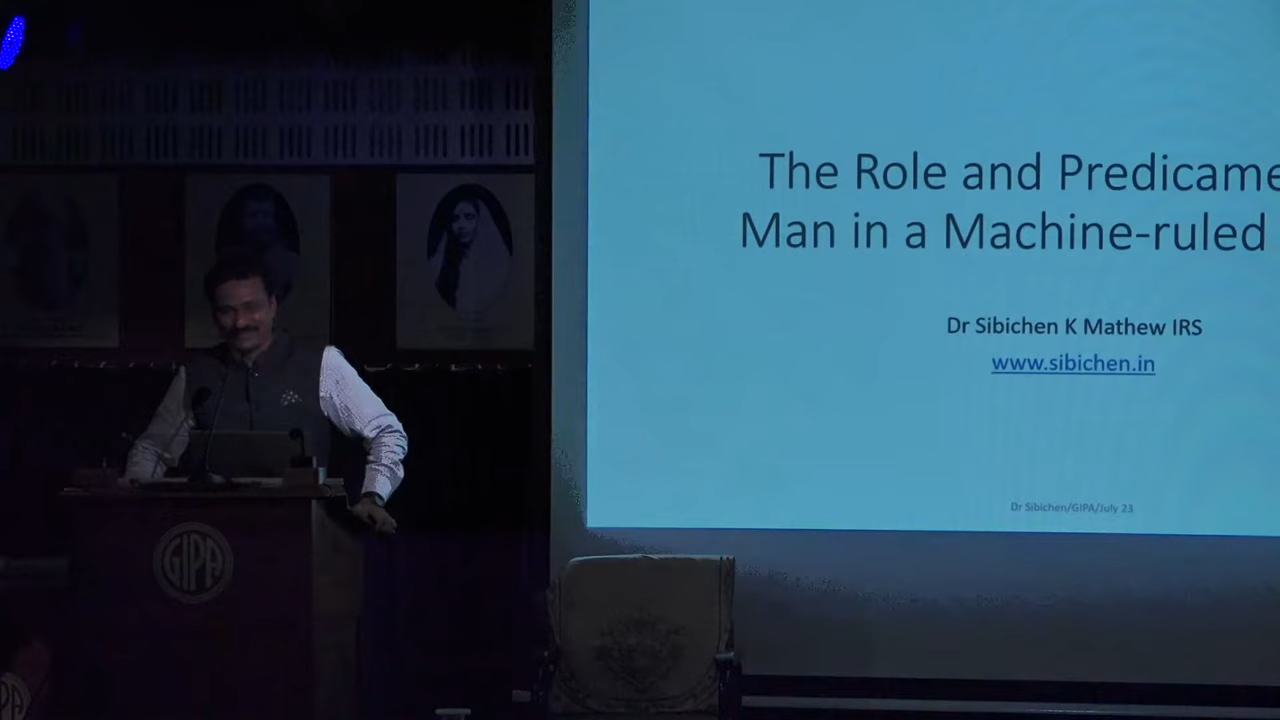 The Role and Predicame
Man in a Machine-ruled
Dr Sibichen K Mathew IRS
www.sibichen.in
Dr Sibichen/GIPA/July 23
GIPA
PA